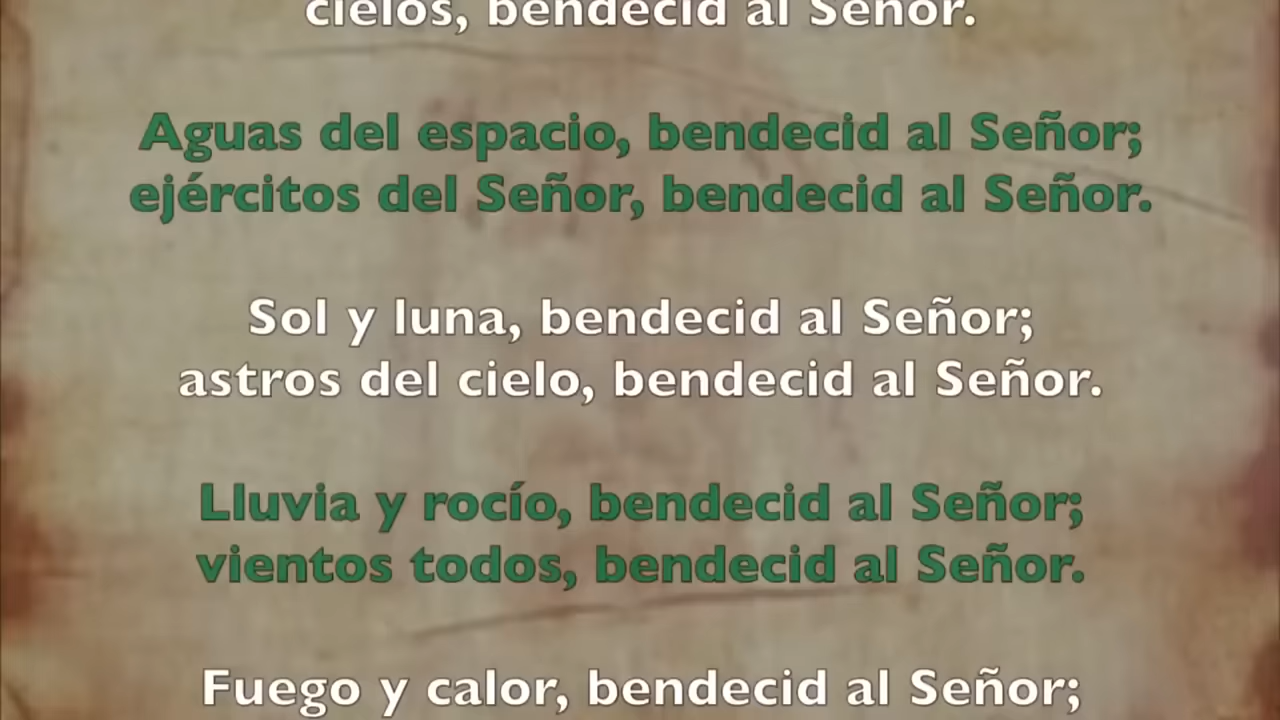 cielos, bendecid al Señor.
Aguas del espacio, bendecid al Señor;
ejércitos del Señor, bendecid al Señor.
Sol y luna, bendecid al Señor;
astros del cielo, bendecid al Señor.
Lluvia y rocío, bendecid al Señor;
vientos todos, bendecid al Señor.
Fuego y calor, bendecid al Señor;